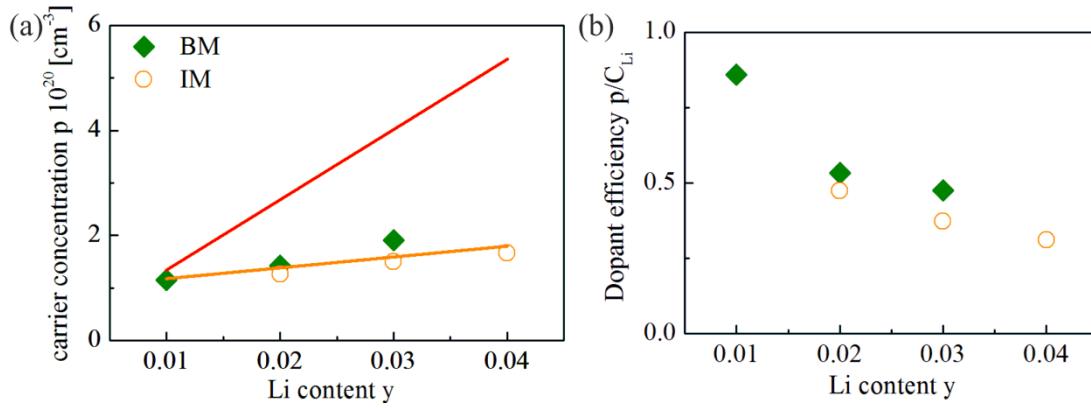 (a)
carrier concentration p 10²⁰ [cm⁻³]
6
4
2
0
BM
IM
0.01 0.02 0.03 0.04
Li content y
(b)
Dopant efficiency p/C_Li
1.0
0.5
0.0
0.01 0.02 0.03 0.04
Li content y